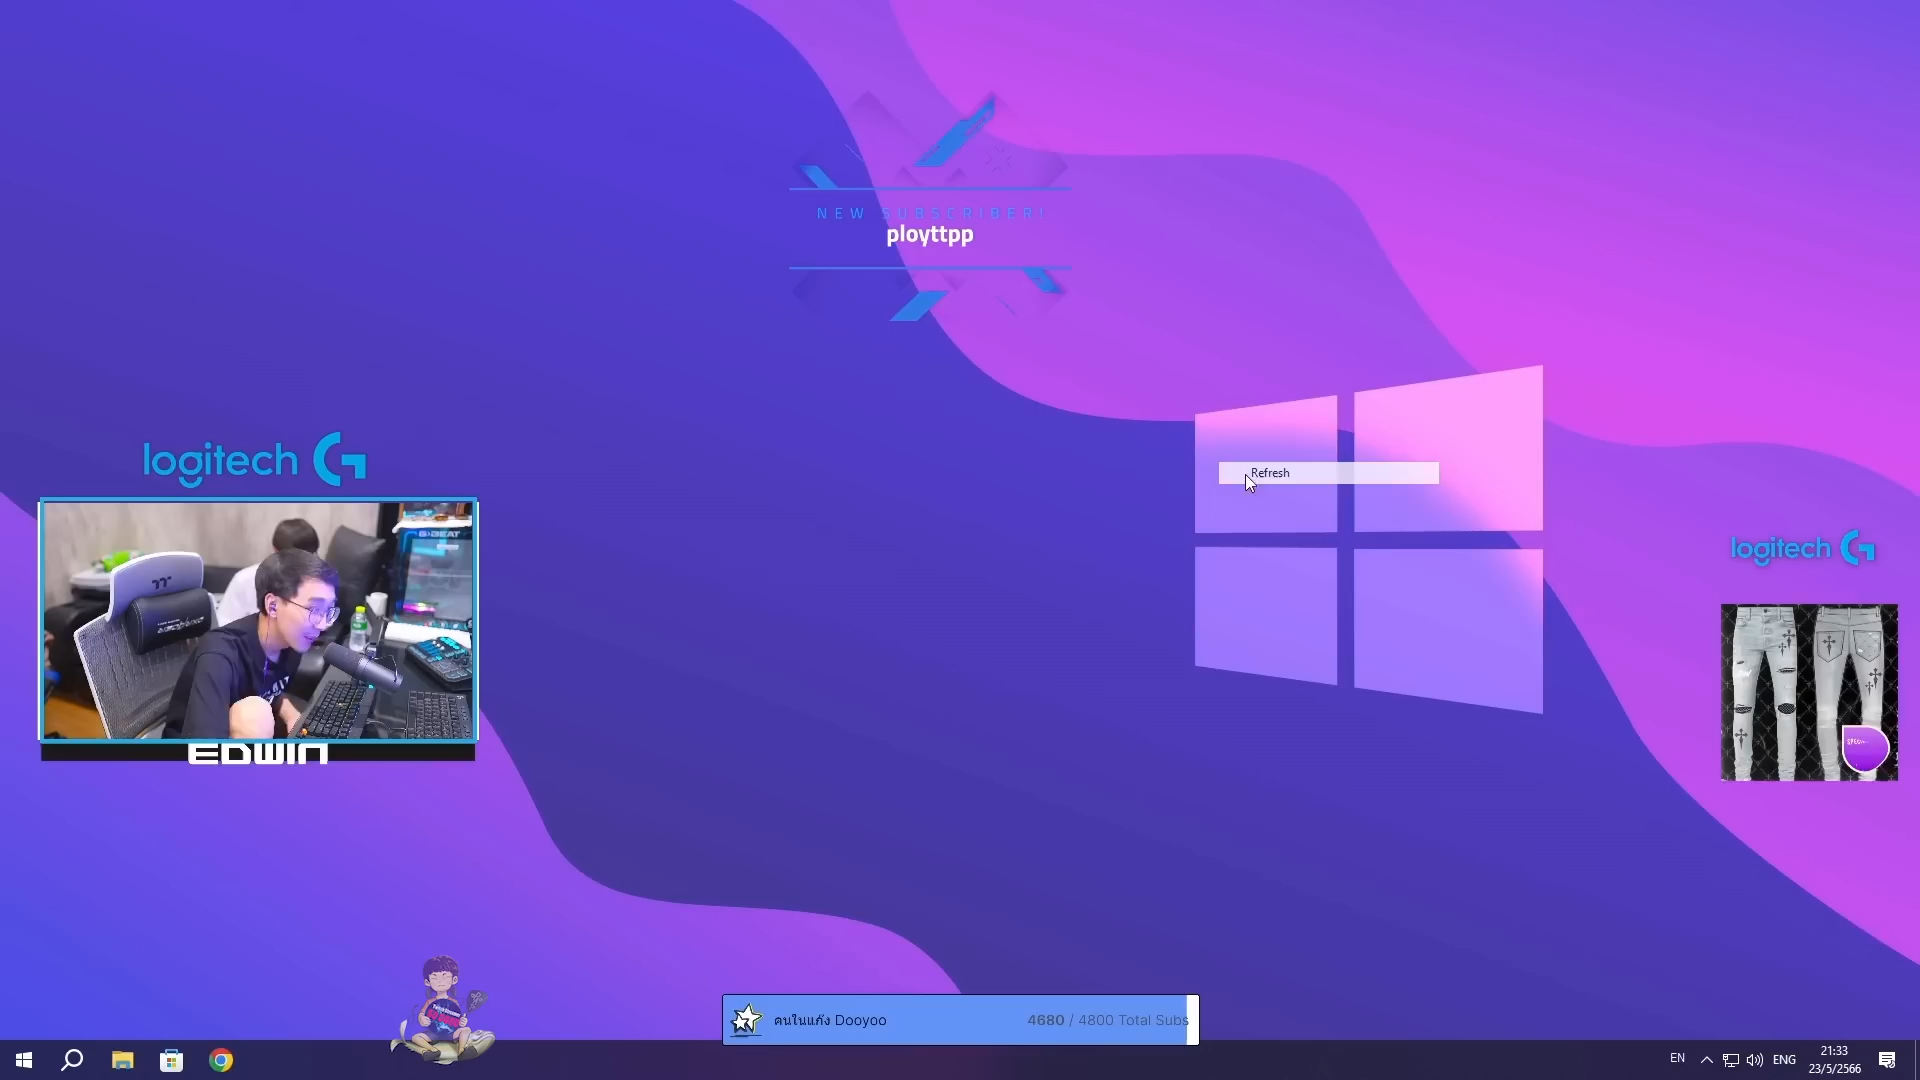 NEW SUBSCRIBER!
ployttpp
logitech G
Refresh
logitech G
EDWIN
คนในแก๊ง Dooyoo
4680 / 4800 Total Subs
EN
ENG
21:33
23/5/2566